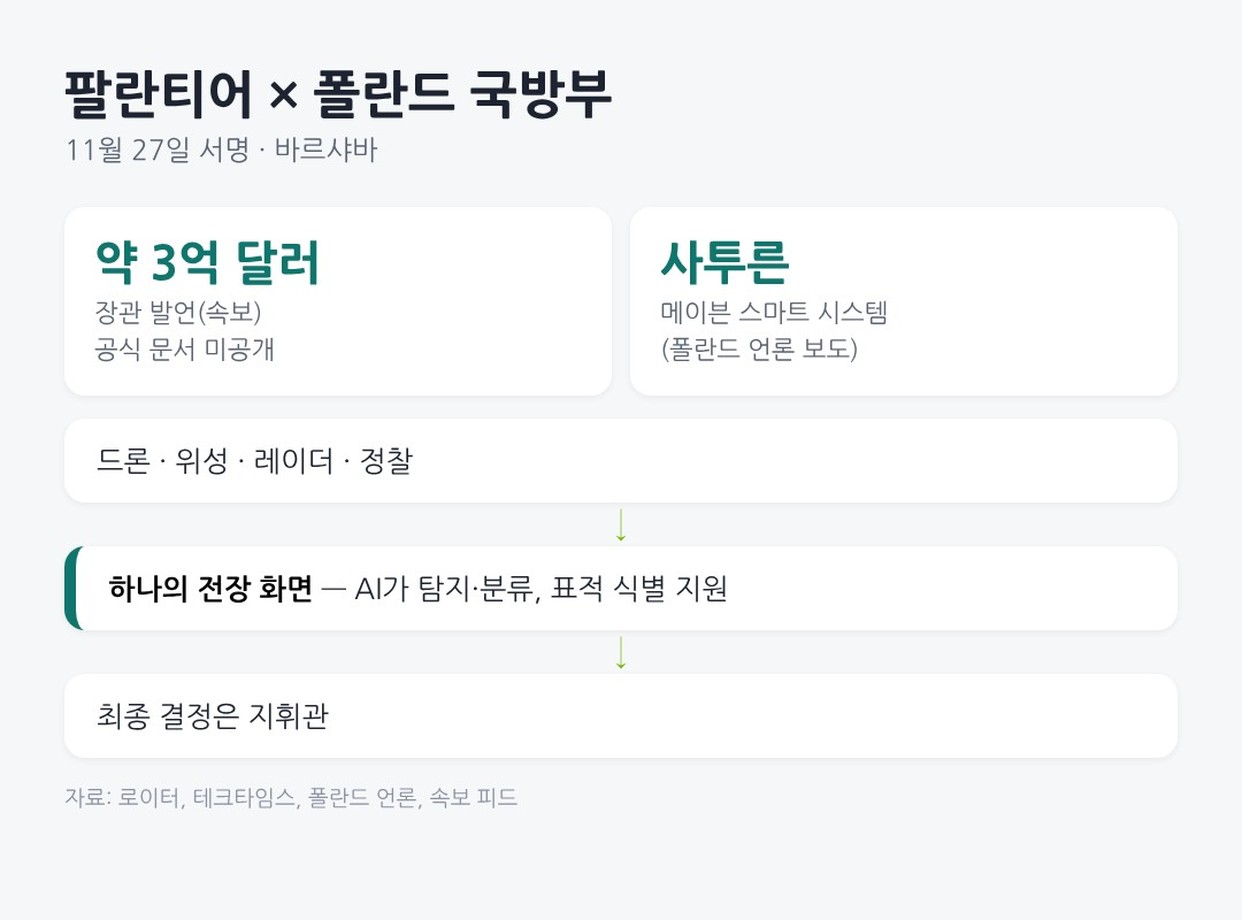 팔란티어 × 폴란드 국방부
11월 27일 서명 · 바르샤바
약 3억 달러
장관 발언(속보)
공식 문서 미공개
사투른
메이븐 스마트 시스템
(폴란드 언론 보도)
드론 · 위성 · 레이더 · 정찰
↓
하나의 전장 화면 — AI가 탐지·분류, 표적 식별 지원
↓
최종 결정은 지휘관
자료: 로이터, 테크타임스, 폴란드 언론, 속보 피드